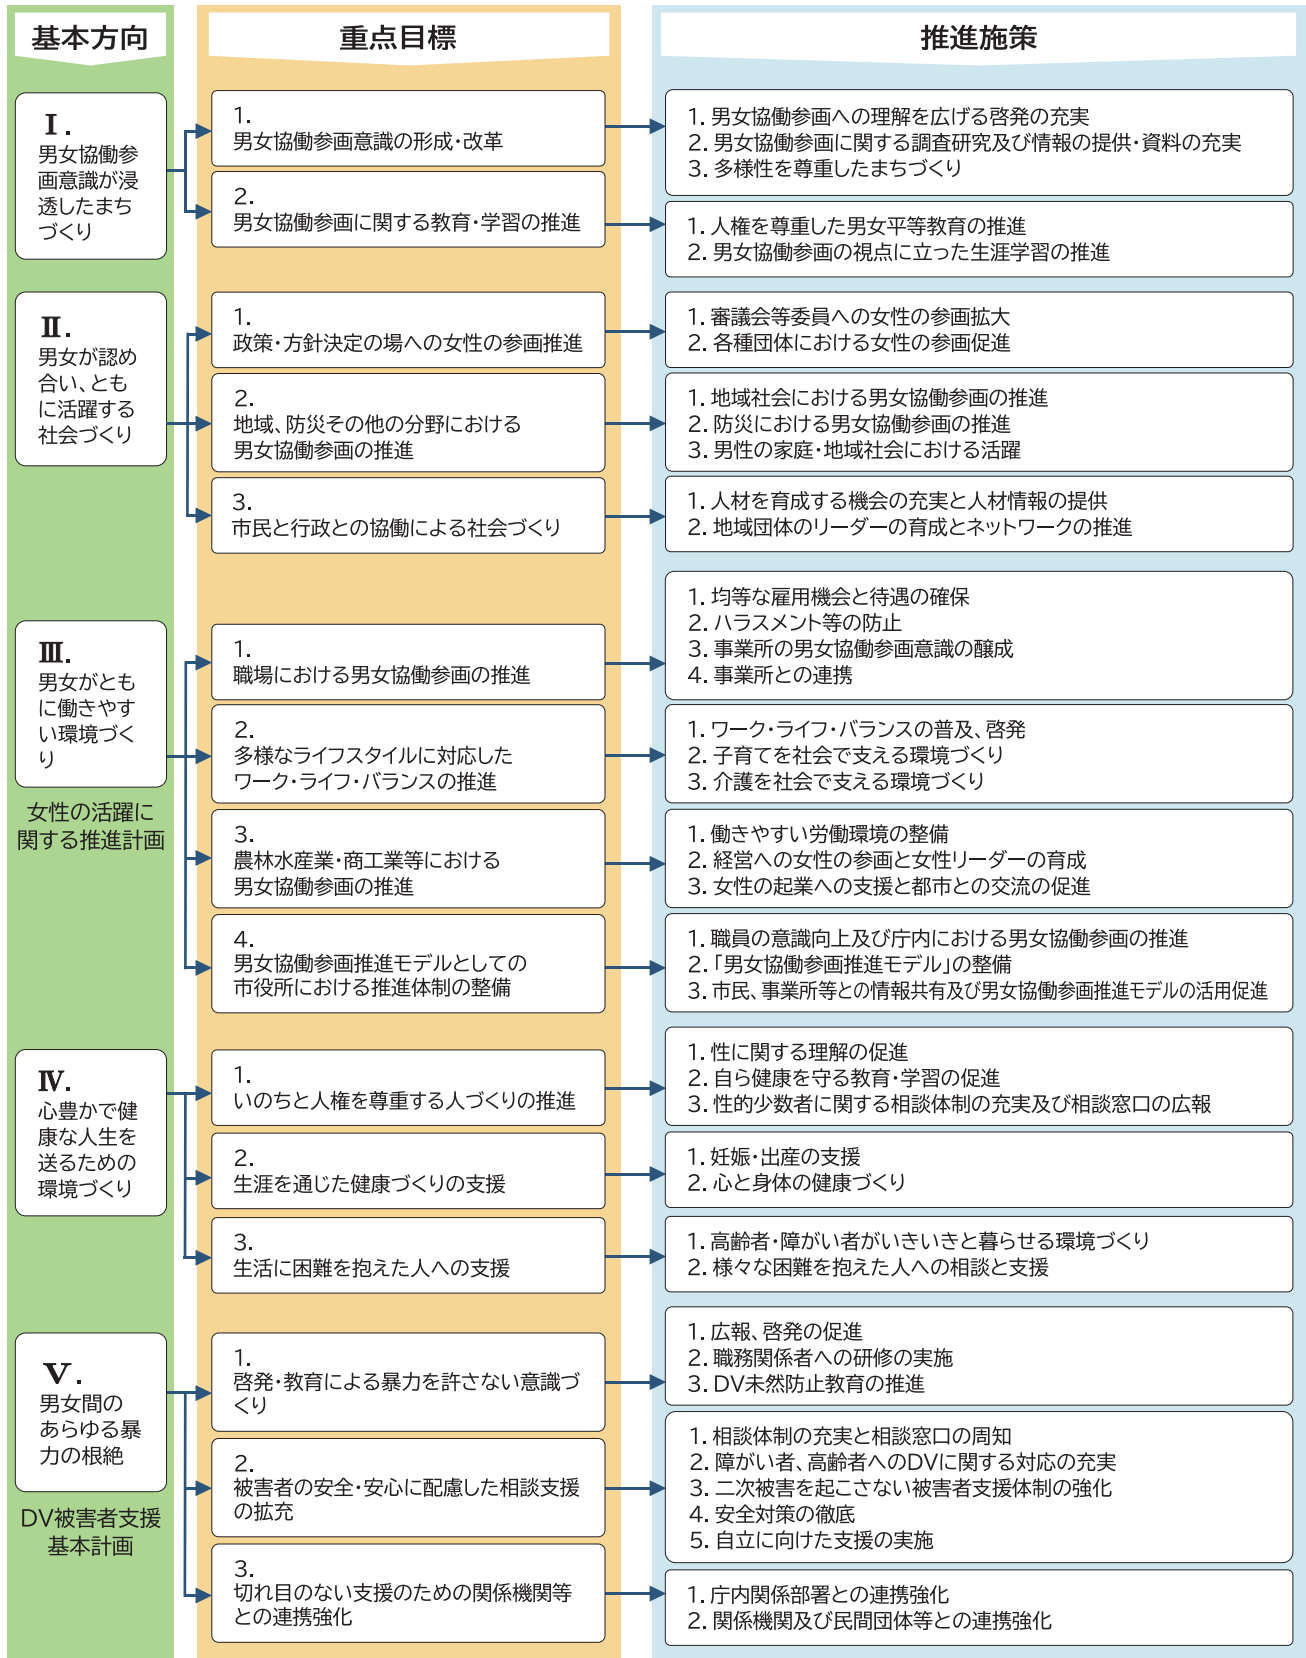 基本方向
重点目標
推進施策
Ⅰ.
男女協働参
画意識が浸
透したまち
づくり
1.
男女協働参画意識の形成・改革
1. 男女協働参画への理解を広げる啓発の充実
2. 男女協働参画に関する調査研究及び情報の提供・資料の充実
3. 多様性を尊重したまちづくり
2.
男女協働参画に関する教育・学習の推進
1. 人権を尊重した男女平等教育の推進
2. 男女協働参画の視点に立った生涯学習の推進
Ⅱ.
男女が認め
合い、とも
に活躍する
社会づくり
1.
政策・方針決定の場への女性の参画推進
1. 審議会等委員への女性の参画拡大
2. 各種団体における女性の参画促進
2.
地域、防災その他の分野における
男女協働参画の推進
1. 地域社会における男女協働参画の推進
2. 防災における男女協働参画の推進
3. 男性の家庭・地域社会における活躍
3.
市民と行政との協働による社会づくり
1. 人材を育成する機会の充実と人材情報の提供
2. 地域団体のリーダーの育成とネットワークの推進
Ⅲ.
男女がとも
に働きやす
い環境づく
り
女性の活躍に
関する推進計画
1.
職場における男女協働参画の推進
1. 均等な雇用機会と待遇の確保
2. ハラスメント等の防止
3. 事業所の男女協働参画意識の醸成
4. 事業所との連携
2.
多様なライフスタイルに対応した
ワーク・ライフ・バランスの推進
1. ワーク・ライフ・バランスの普及、啓発
2. 子育てを社会で支える環境づくり
3. 介護を社会で支える環境づくり
3.
農林水産業・商工業等における
男女協働参画の推進
1. 働きやすい労働環境の整備
2. 経営への女性の参画と女性リーダーの育成
3. 女性の起業への支援と都市との交流の促進
4.
男女協働参画推進モデルとしての
市役所における推進体制の整備
1. 職員の意識向上及び庁内における男女協働参画の推進
2.「男女協働参画推進モデル」の整備
3. 市民、事業所等との情報共有及び男女協働参画推進モデルの活用促進
Ⅳ.
心豊かで健
康な人生を
送るための
環境づくり
1.
いのちと人権を尊重する人づくりの推進
1. 性に関する理解の促進
2. 自ら健康を守る教育・学習の促進
3. 性的少数者に関する相談体制の充実及び相談窓口の広報
2.
生涯を通じた健康づくりの支援
1. 妊娠・出産の支援
2. 心と身体の健康づくり
3.
生活に困難を抱えた人への支援
1. 高齢者・障がい者がいきいきと暮らせる環境づくり
2. 様々な困難を抱えた人への相談と支援
Ⅴ.
男女間の
あらゆる暴
力の根絶
DV被害者支援
基本計画
1.
啓発・教育による暴力を許さない意識づ
くり
1. 広報、啓発の促進
2. 職務関係者への研修の実施
3. DV未然防止教育の推進
2.
被害者の安全・安心に配慮した相談支援
の拡充
1. 相談体制の充実と相談窓口の周知
2. 障がい者、高齢者へのDVに関する対応の充実
3. 二次被害を起こさない被害者支援体制の強化
4. 安全対策の徹底
5. 自立に向けた支援の実施
3.
切れ目のない支援のための関係機関等
との連携強化
1. 庁内関係部署との連携強化
2. 関係機関及び民間団体等との連携強化